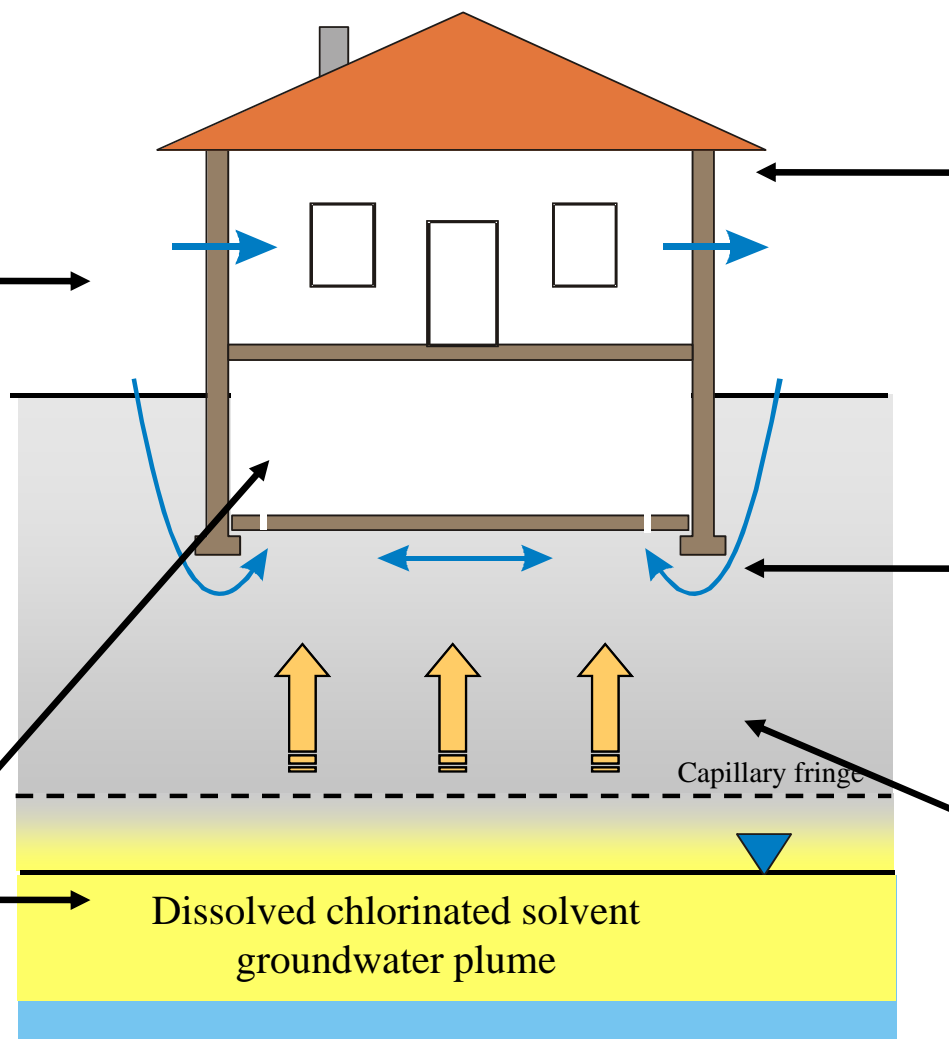 Capillary fringe
Dissolved chlorinated solvent
groundwater plume